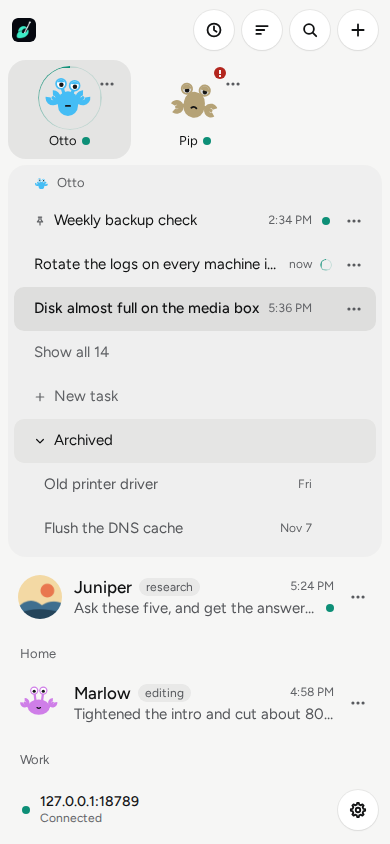 Otto
Pip
Otto
Weekly backup check 2:34 PM
Rotate the logs on every machine i... now
Disk almost full on the media box 5:36 PM
Show all 14
+ New task
Archived
Old printer driver Fri
Flush the DNS cache Nov 7
Juniper research 5:24 PM
Ask these five, and get the answer...
Home
Marlow editing 4:58 PM
Tightened the intro and cut about 80...
Work
127.0.0.1:18789
Connected